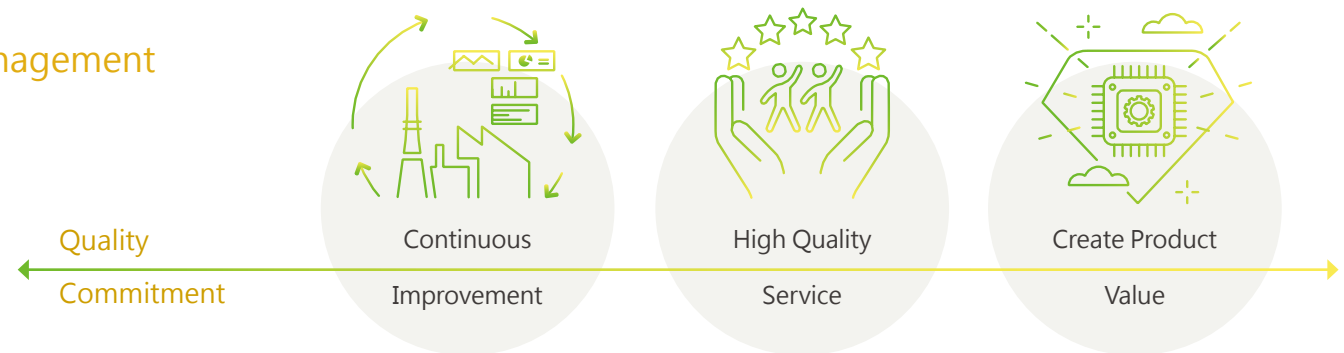 nagement
Quality
Commitment
Continuous
Improvement
High Quality
Service
Create Product
Value